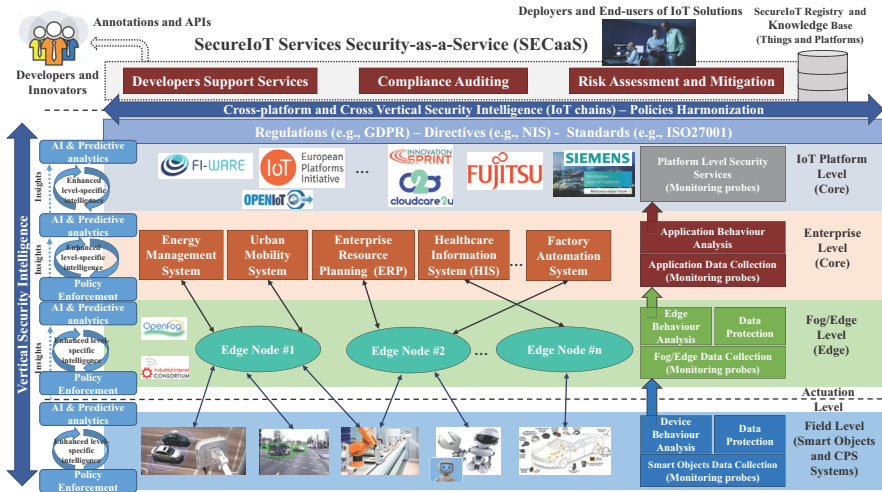 Annotations and APIs
Deployers and End-users of IoT Solutions
SecureIoT Registry and
Knowledge Base
(Things and Platforms)
SecureIoT Services Security-as-a-Service (SECaaS)
Developers and
Innovators
Developers Support Services
Compliance Auditing
Risk Assessment and Mitigation
Cross-platform and Cross Vertical Security Intelligence (IoT chains) – Policies Harmonization
Regulations (e.g., GDPR) – Directives (e.g., NIS) - Standards (e.g., ISO27001)
Vertical Security Intelligence
AI & Predictive
analytics
Insights
Enhanced
level-specific
intelligence
FI-WARE
IoT
European
Platforms
Initiative
OPENIoT
...
INNOVATION
SPRINT
cloudcare2u
FUJITSU
SIEMENS
Platform Level Security
Services
(Monitoring probes)
IoT Platform
Level
(Core)
AI & Predictive
analytics
Insights
Enhanced
level-specific
intelligence
Policy
Enforcement
Energy
Management
System
Urban
Mobility
System
Enterprise
Resource
Planning (ERP)
Healthcare
Information
System (HIS)
...
Factory
Automation
System
Application Behaviour
Analysis
Application Data Collection
(Monitoring probes)
Enterprise
Level
(Core)
AI & Predictive
analytics
Insights
Enhanced level-
specific
intelligence
Policy
Enforcement
OpenFog
industrial internet
CONSORTIUM
Edge Node #1
Edge Node #2
...
Edge Node #n
Edge
Behaviour
Analysis
Data
Protection
Fog/Edge Data Collection
(Monitoring probes)
Fog/Edge
Level
(Edge)
Actuation
Level
AI & Predictive
analytics
Enhanced level-
specific
intelligence
Policy
Enforcement
Device
Behaviour
Analysis
Data
Protection
Smart Objects Data Collection
(Monitoring probes)
Field Level
(Smart Objects
and CPS
Systems)